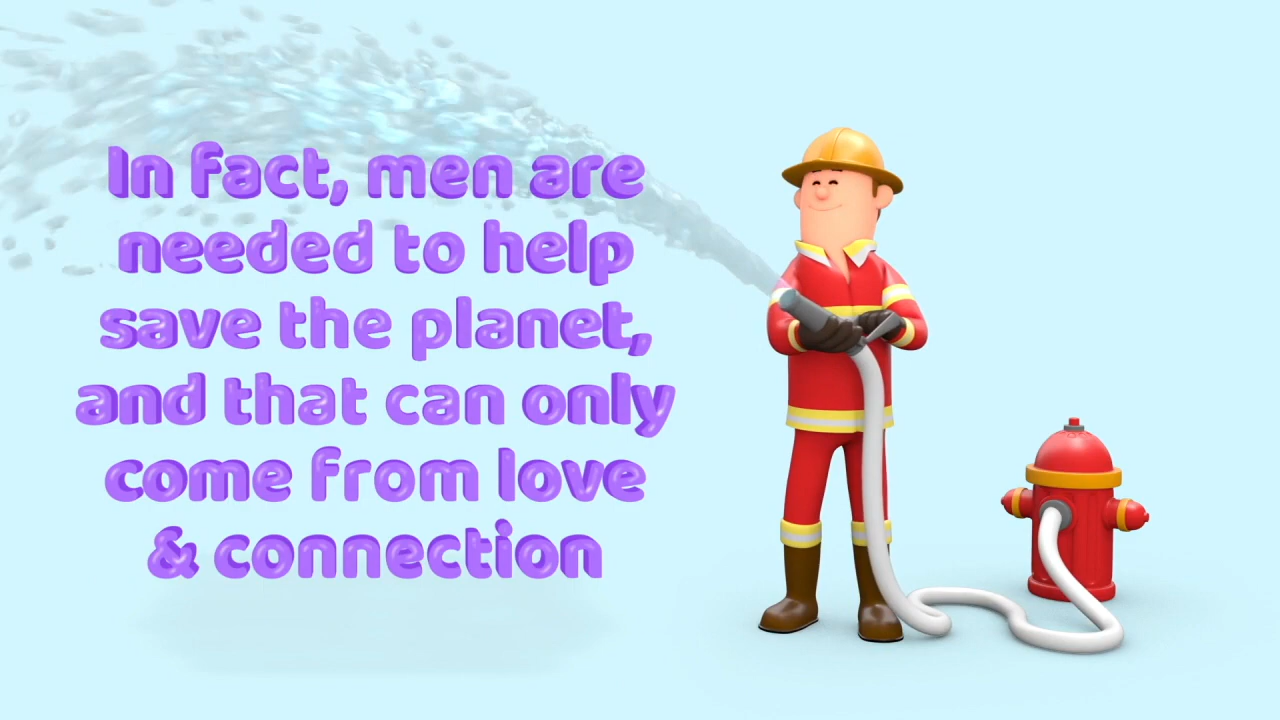 In fact, men are
needed to help
save the planet,
and that can only
come from love
& connection